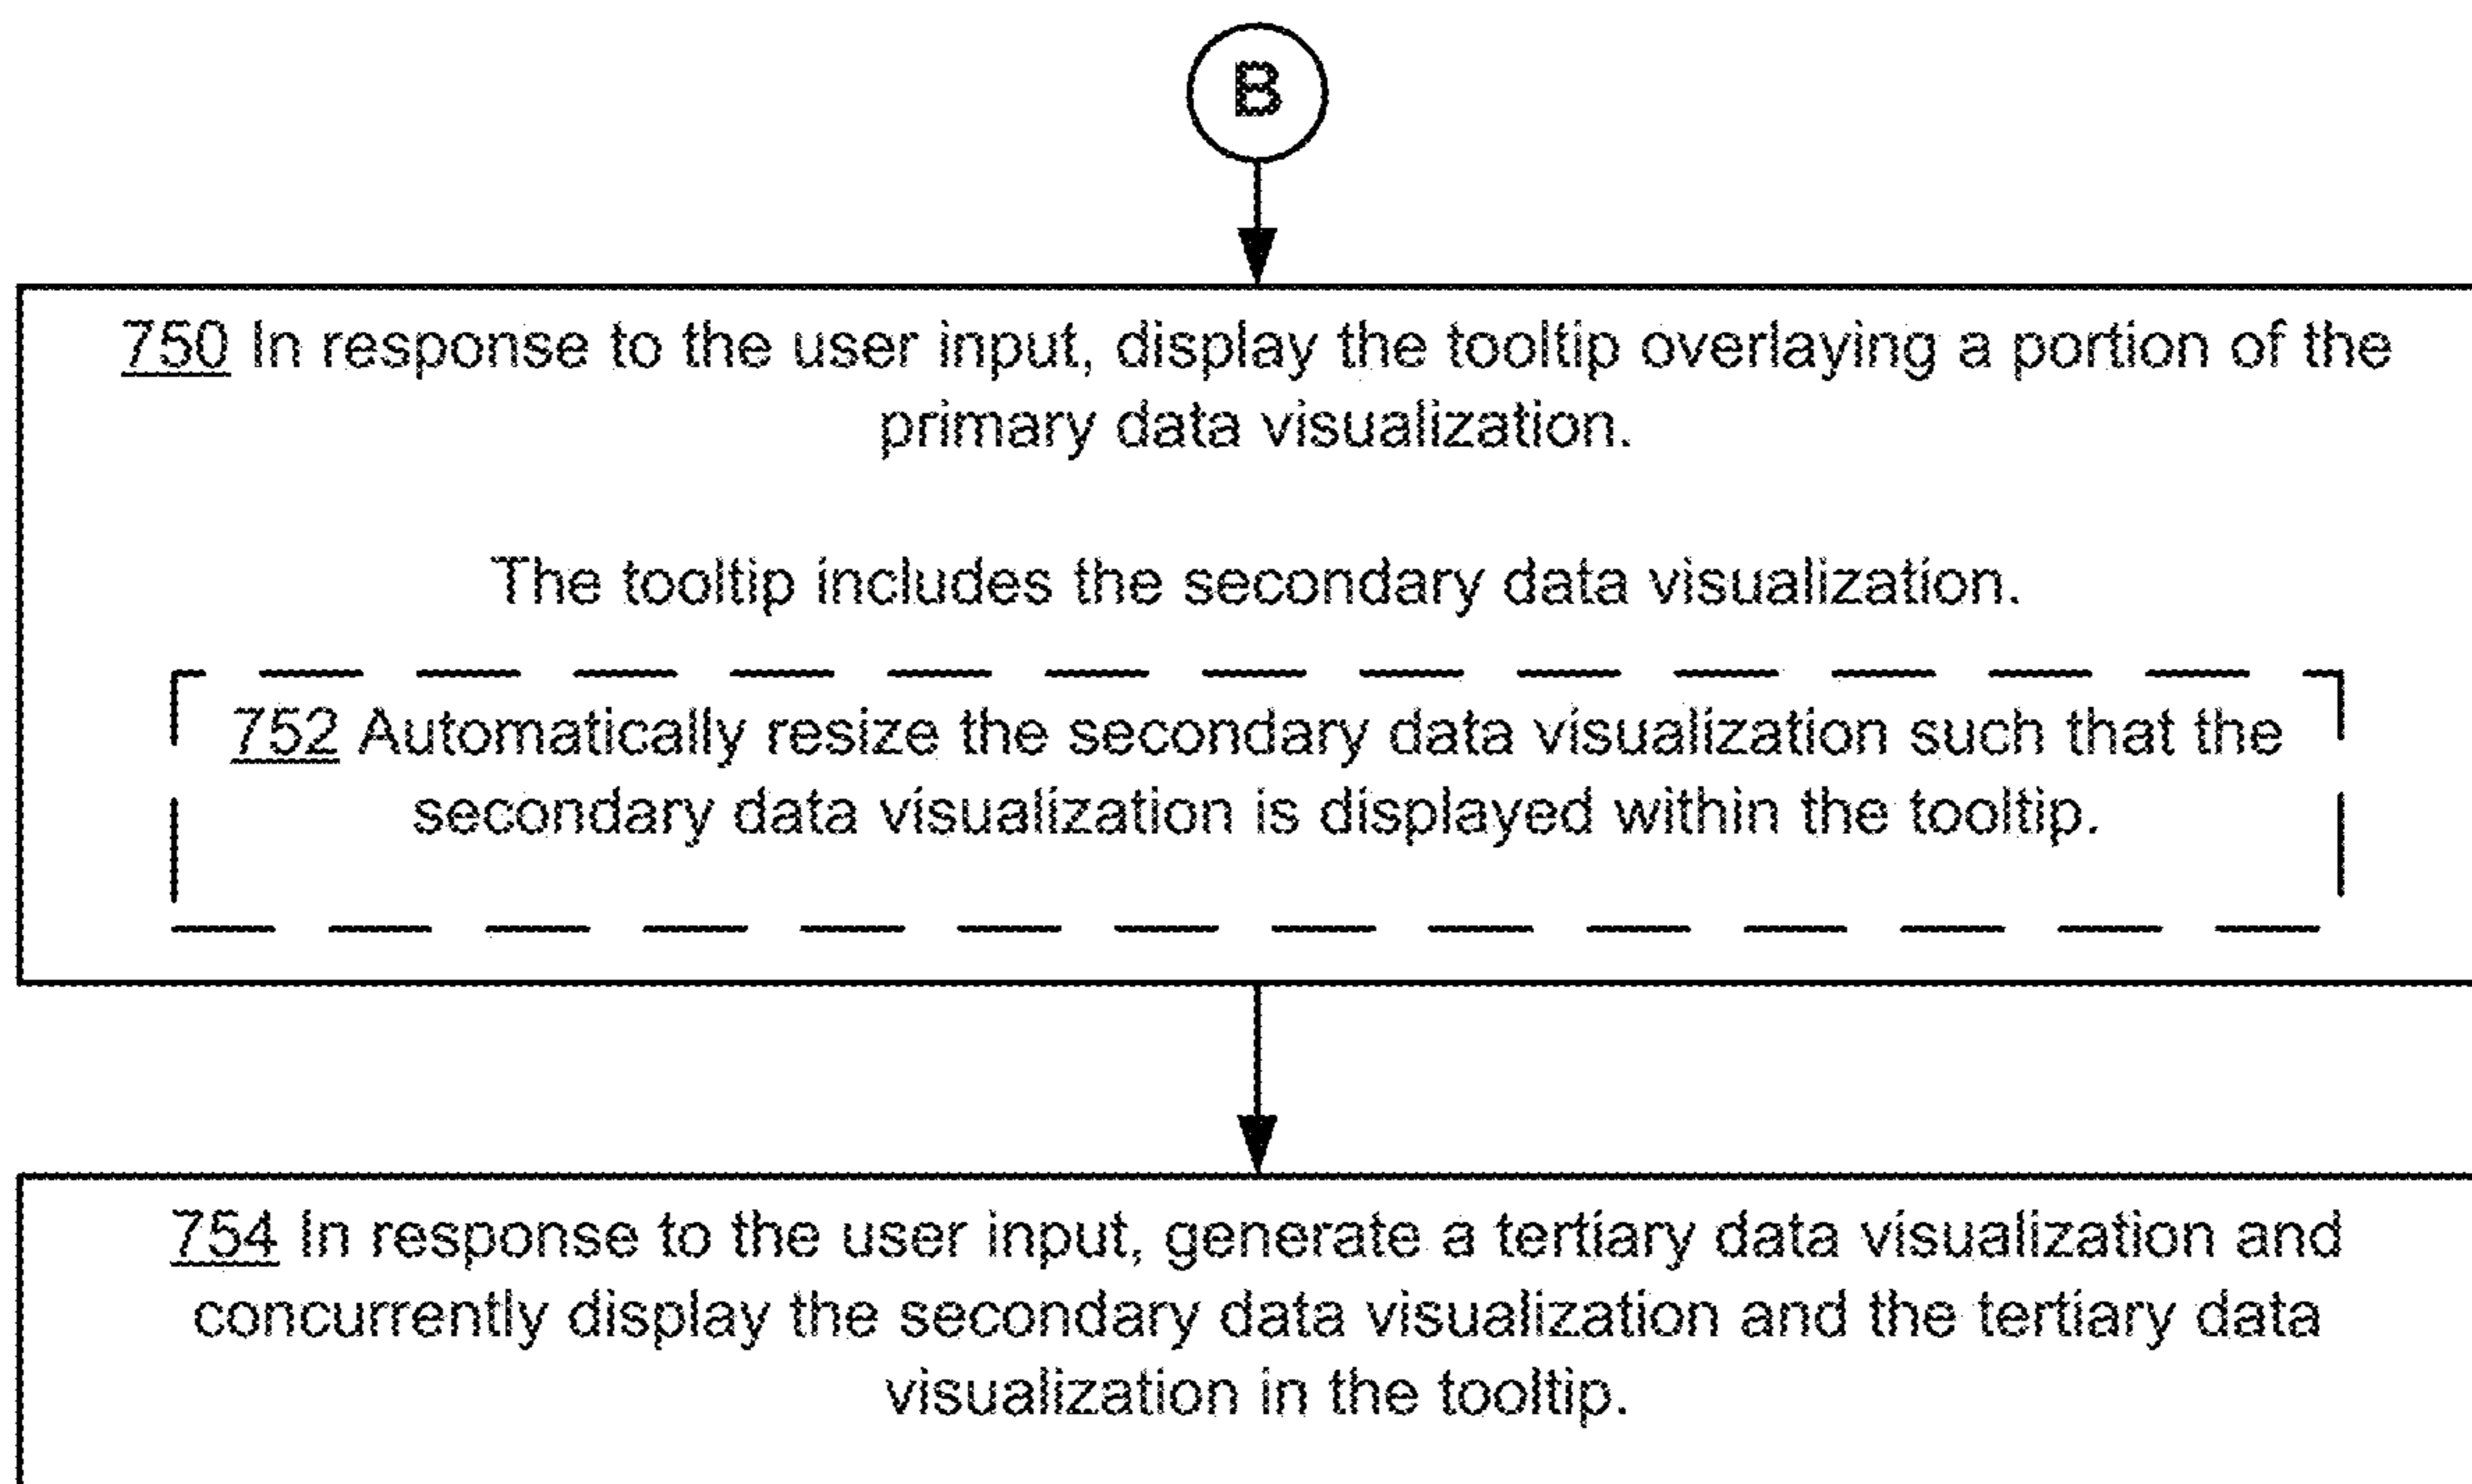 B
750 In response to the user input, display the tooltip overlaying a portion of the
primary data visualization.
The tooltip includes the secondary data visualization.
752 Automatically resize the secondary data visualization such that the
secondary data visualization is displayed within the tooltip.
754 In response to the user input, generate a tertiary data visualization and
concurrently display the secondary data visualization and the tertiary data
visualization in the tooltip.